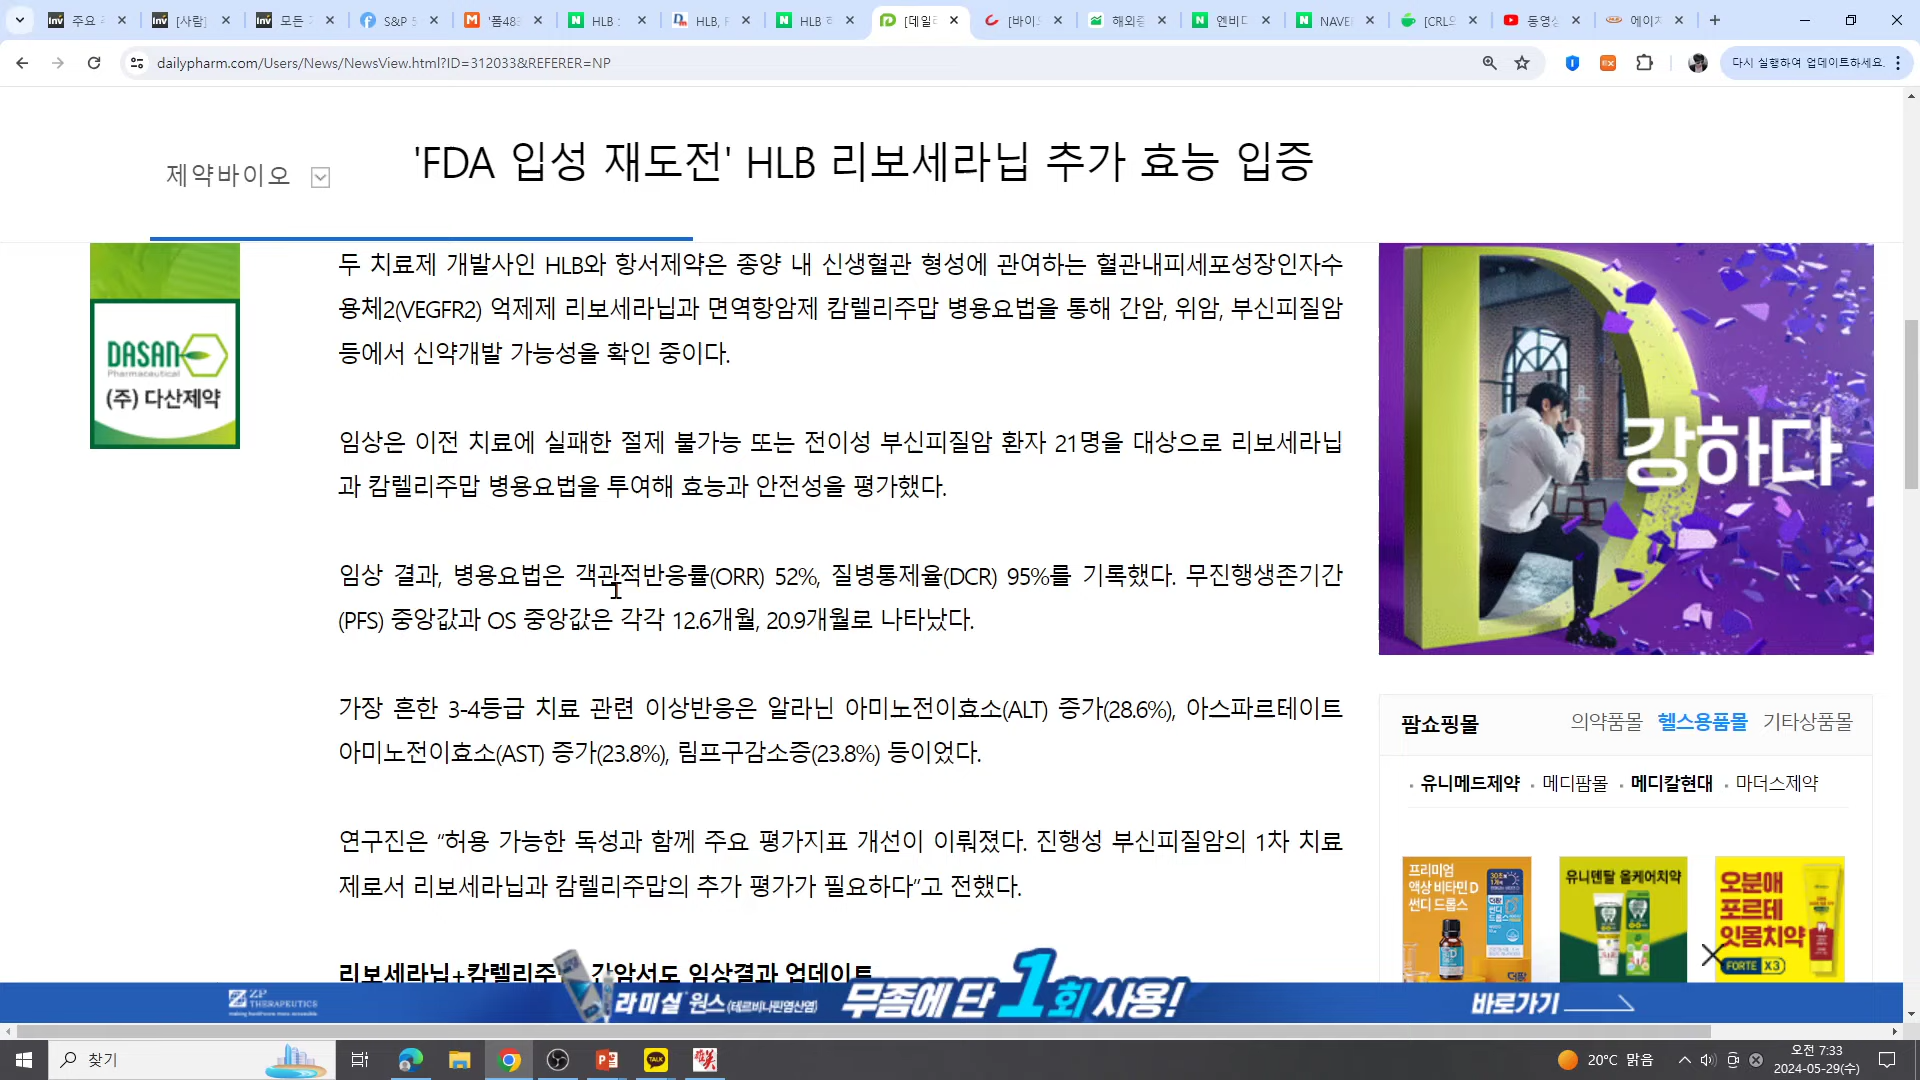 주요 
[사람]
모든 
S&P 5
'폼48
HLB :
HLB, F
HLB 
[데일리
[바이오
해외증
엔비디
NAVE
[CRL의
동영상
에이치
dailypharm.com/Users/News/NewsView.html?ID=312033&REFERER=NP
다시 실행하여 업데이트하세요.
제약바이오
'FDA 입성 재도전' HLB 리보세라닙 추가 효능 입증
DASAN
Pharmaceutical
(주) 다산제약
두 치료제 개발사인 HLB와 항서제약은 종양 내 신생혈관 형성에 관여하는 혈관내피세포성장인자수
용체2(VEGFR2) 억제제 리보세라닙과 면역항암제 캄렐리주맙 병용요법을 통해 간암, 위암, 부신피질암
등에서 신약개발 가능성을 확인 중이다.
임상은 이전 치료에 실패한 절제 불가능 또는 전이성 부신피질암 환자 21명을 대상으로 리보세라닙
과 캄렐리주맙 병용요법을 투여해 효능과 안전성을 평가했다.
임상 결과, 병용요법은 객관적반응률(ORR) 52%, 질병통제율(DCR) 95%를 기록했다. 무진행생존기간
(PFS) 중앙값과 OS 중앙값은 각각 12.6개월, 20.9개월로 나타났다.
가장 흔한 3-4등급 치료 관련 이상반응은 알라닌 아미노전이효소(ALT) 증가(28.6%), 아스파르테이트
아미노전이효소(AST) 증가(23.8%), 림프구감소증(23.8%) 등이었다.
연구진은 “허용 가능한 독성과 함께 주요 평가지표 개선이 이뤄졌다. 진행성 부신피질암의 1차 치료
제로서 리보세라닙과 캄렐리주맙의 추가 평가가 필요하다”고 전했다.
리보세라닙+캄렐리주 간암서도 임상결과 업데이트
강하다
팜쇼핑몰
의약품몰 헬스용품몰 기타상품몰
유니메드제약 메디팜몰 메디칼현대 마더스제약
프리미엄
액상 비타민D
썬디 드롭스
더팜
유니덴탈 올케어치약
오분애
포르테
잇몸치약
FORTE X3
ZP
THERAPEUTICS
라미실 원스 (테르비나핀염산염)
무좀에 단 1회 사용!
바로가기
찾기
20°C 맑음
오전 7:33
2024-05-29(수)